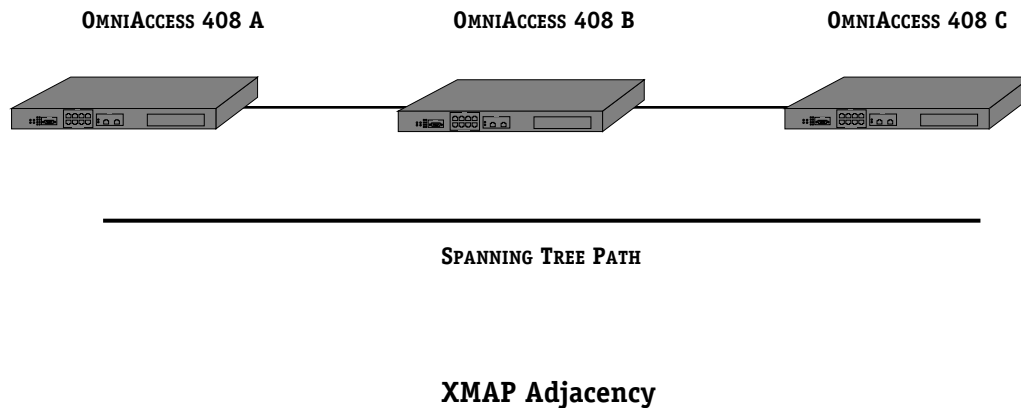 OMNIACCESS 408 A OMNIACCESS 408 B OMNIACCESS 408 C
SPANNING TREE PATH
XMAP Adjacency